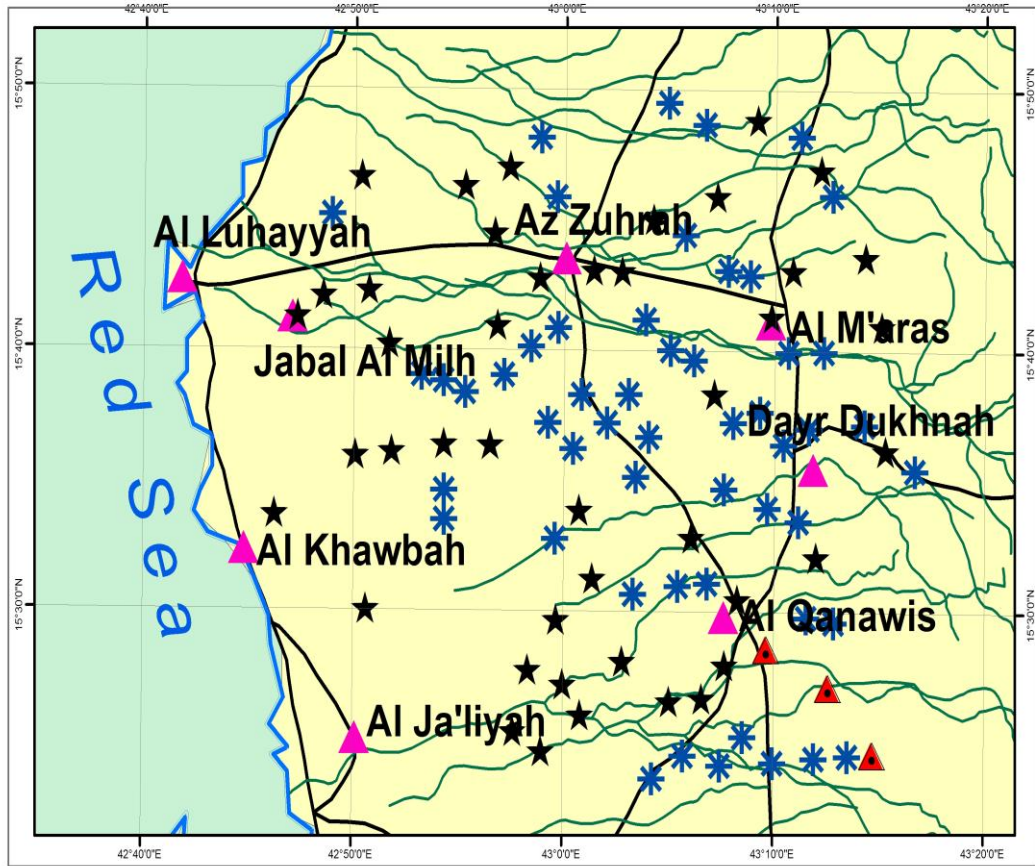 42°40'0"E 42°50'0"E 43°0'0"E 43°10'0"E 43°20'0"E
15°50'0"N 15°50'0"N
Al Luhayyah
Az Zuhrah
Red Sea
15°40'0"N 15°40'0"N
Al M'aras
Jabal Al Milh
Dayr Dukhnah
Al Khawbah
15°30'0"N 15°30'0"N
Al Qanawis
Al Ja'liyah
42°40'0"E 42°50'0"E 43°0'0"E 43°10'0"E 43°20'0"E